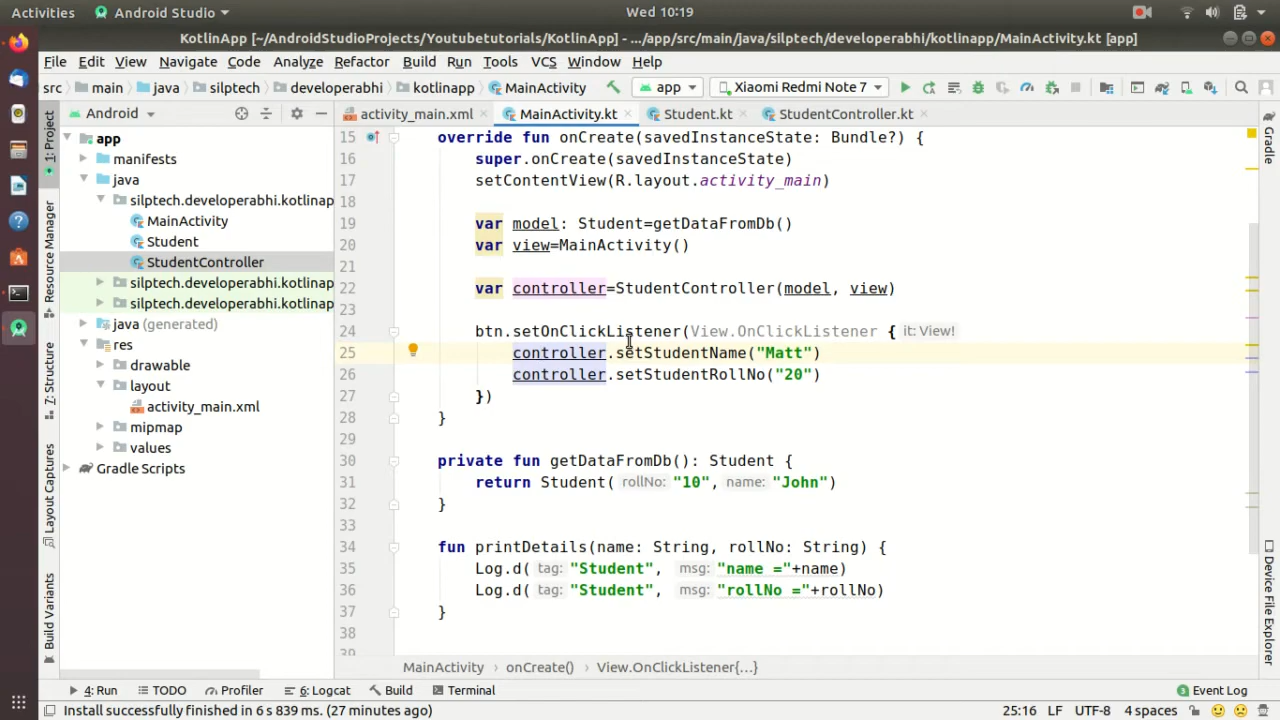 Activities
Android Studio
Wed 10:19
KotlinApp [~/AndroidStudioProjects/Youtubetutorials/KotlinApp] - .../app/src/main/java/silptech/developerabhi/kotlinapp/MainActivity.kt [app]
File Edit View Navigate Code Analyze Refactor Build Run Tools VCS Window Help
src main java silptech developerabhi kotlinapp MainActivity app Xiaomi Redmi Note 7
Android
activity_main.xml MainActivity.kt Student.kt StudentController.kt
1: Project
Resource Manager
7: Structure
Layout Captures
Build Variants
app
manifests
java
silptech.developerabhi.kotlinap
MainActivity
Student
StudentController
silptech.developerabhi.kotlinap
silptech.developerabhi.kotlinap
java (generated)
res
drawable
layout
activity_main.xml
mipmap
values
Gradle Scripts
15 override fun onCreate(savedInstanceState: Bundle?) {
16 super.onCreate(savedInstanceState)
17 setContentView(R.layout.activity_main)
18
19 var model: Student=getDataFromDb()
20 var view=MainActivity()
21
22 var controller=StudentController(model, view)
23
24 btn.setOnClickListener(View.OnClickListener { it:View!
25 controller.setStudentName("Matt")
26 controller.setStudentRollNo("20")
27 })
28 }
29
30 private fun getDataFromDb(): Student {
31 return Student( rollNo: "10", name: "John")
32 }
33
34 fun printDetails(name: String, rollNo: String) {
35 Log.d( tag: "Student", msg: "name ="+name)
36 Log.d( tag: "Student", msg: "rollNo ="+rollNo)
37 }
38
39
Gradle
Device File Explorer
MainActivity onCreate() View.OnClickListener{...}
4: Run TODO Profiler 6: Logcat Build Terminal Event Log
Install successfully finished in 6 s 839 ms. (27 minutes ago)
25:16 LF UTF-8 4 spaces